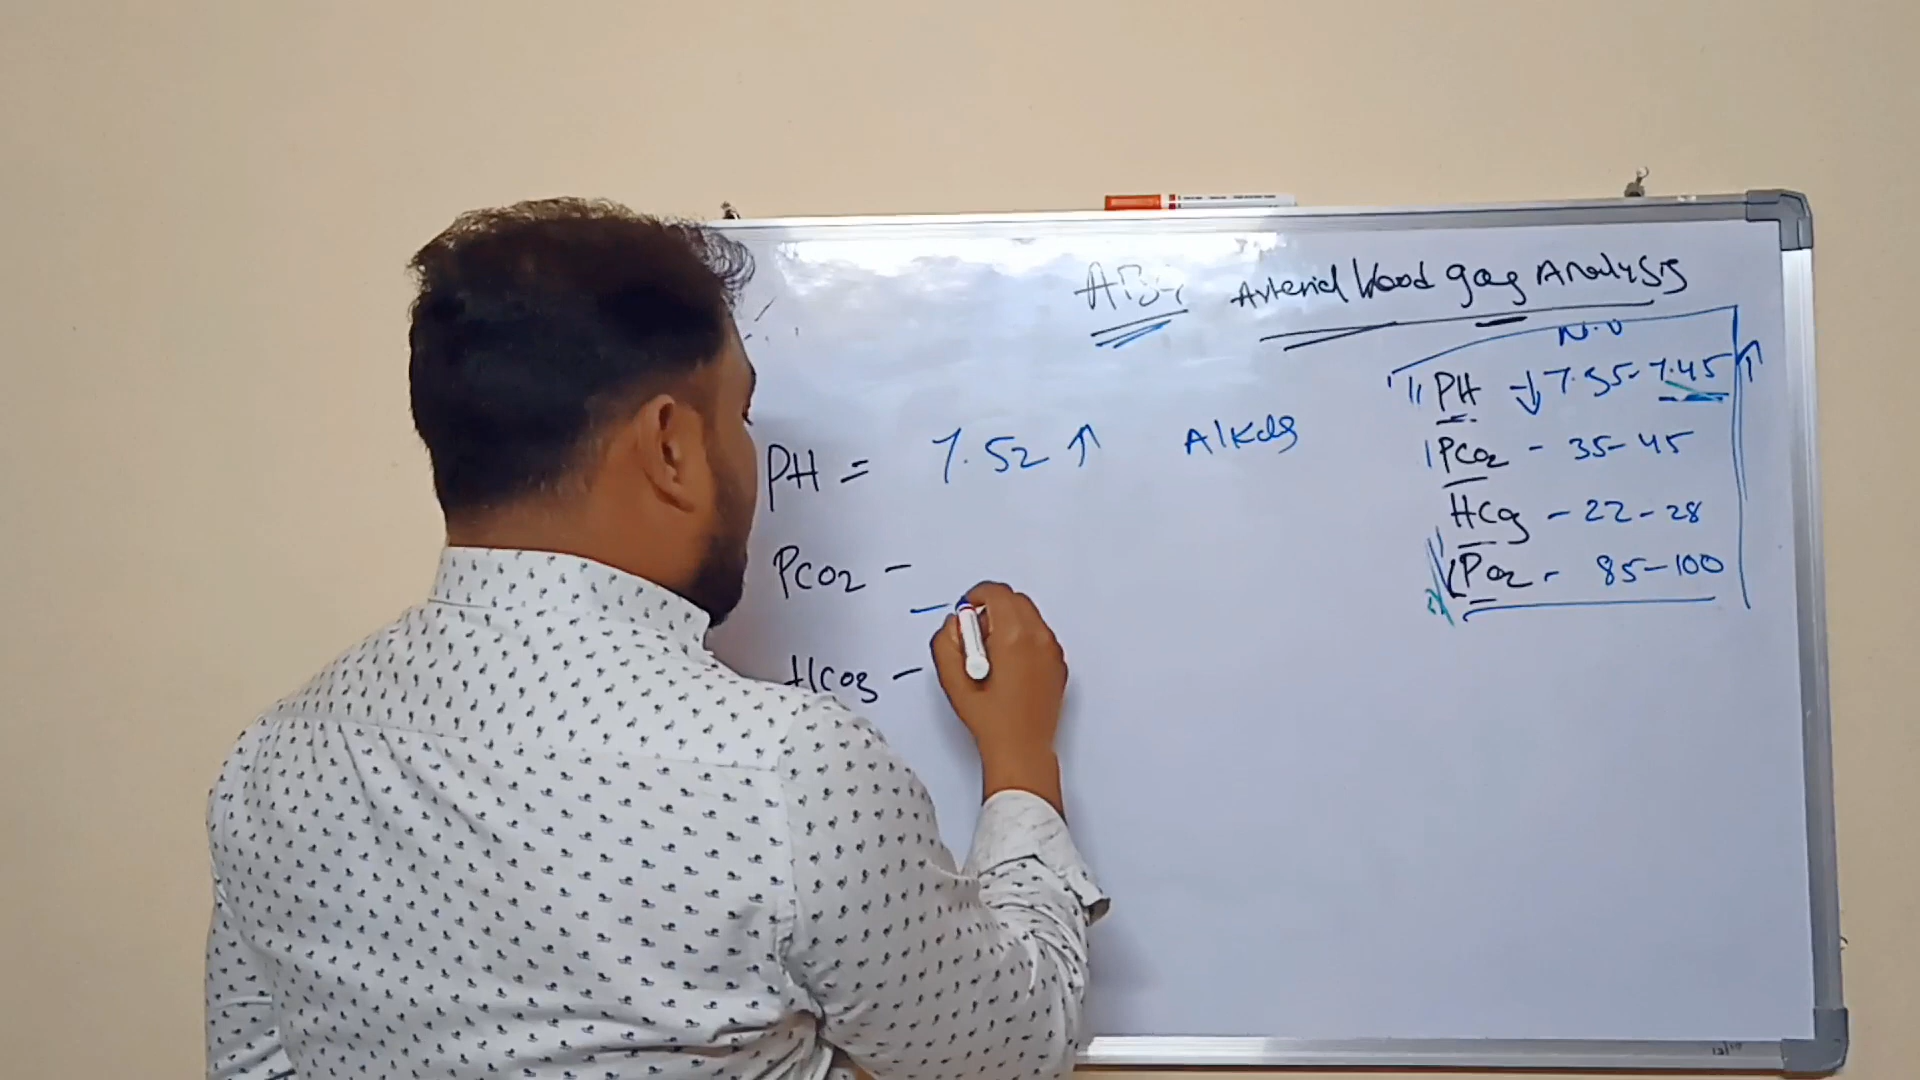 ABG Arterial blood gas Analysis
N.V
PH 7.35-7.45
PCO2 - 35-45
HCO3 - 22-28
PO2 - 85-100
PH = 7.52 ↑ Alkalo
PCO2 -
HCO3 -